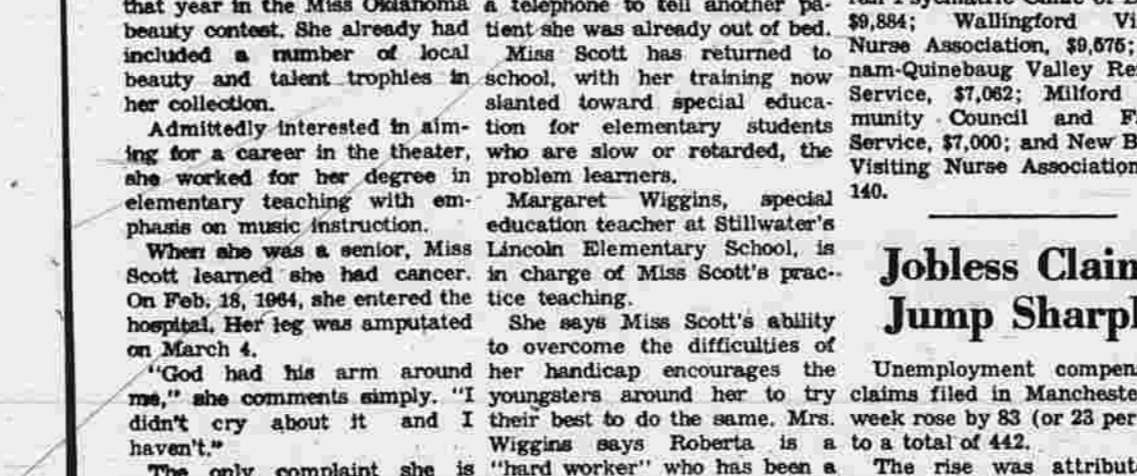 that year in the Miss Oklahoma
beauty contest. She already had
included a number of local
beauty and talent trophies in
her collection.
Admittedly interested in aim-
ing for a career in the theater,
she worked for her degree in
elementary teaching with em-
phasis on music instruction.
When she was a senior, Miss
Scott learned she had cancer.
On Feb. 18, 1964, she entered the
hospital. Her leg was amputated
on March 4.
"God had his arm around
me," she comments simply. "I
didn't cry about it and I
haven't."
The only complaint she is
a telephone to tell another pa-
tient she was already out of bed.
Miss Scott has returned to
school, with her training now
slanted toward special educa-
tion for elementary students
who are slow or retarded, the
problem learners.
Margaret Wiggins, special
education teacher at Stillwater's
Lincoln Elementary School, is
in charge of Miss Scott's prac-
tice teaching.
She says Miss Scott's ability
to overcome the difficulties of
her handicap encourages the
youngsters around her to try
their best to do the same. Mrs.
Wiggins says Roberta is a
"hard worker" who has been a
$9,884; Wallingford Vi
Nurse Association, $9,675;
nam-Quinebaug Valley Re
Service, $7,062; Milford
munity Council and F
Service, $7,000; and New B
Visiting Nurse Association
140.
Jobless Clain
Jump Sharpl
Unemployment compen
claims filed in Mancheste
week rose by 83 (or 23 per
to a total of 442.
The rise was attribut